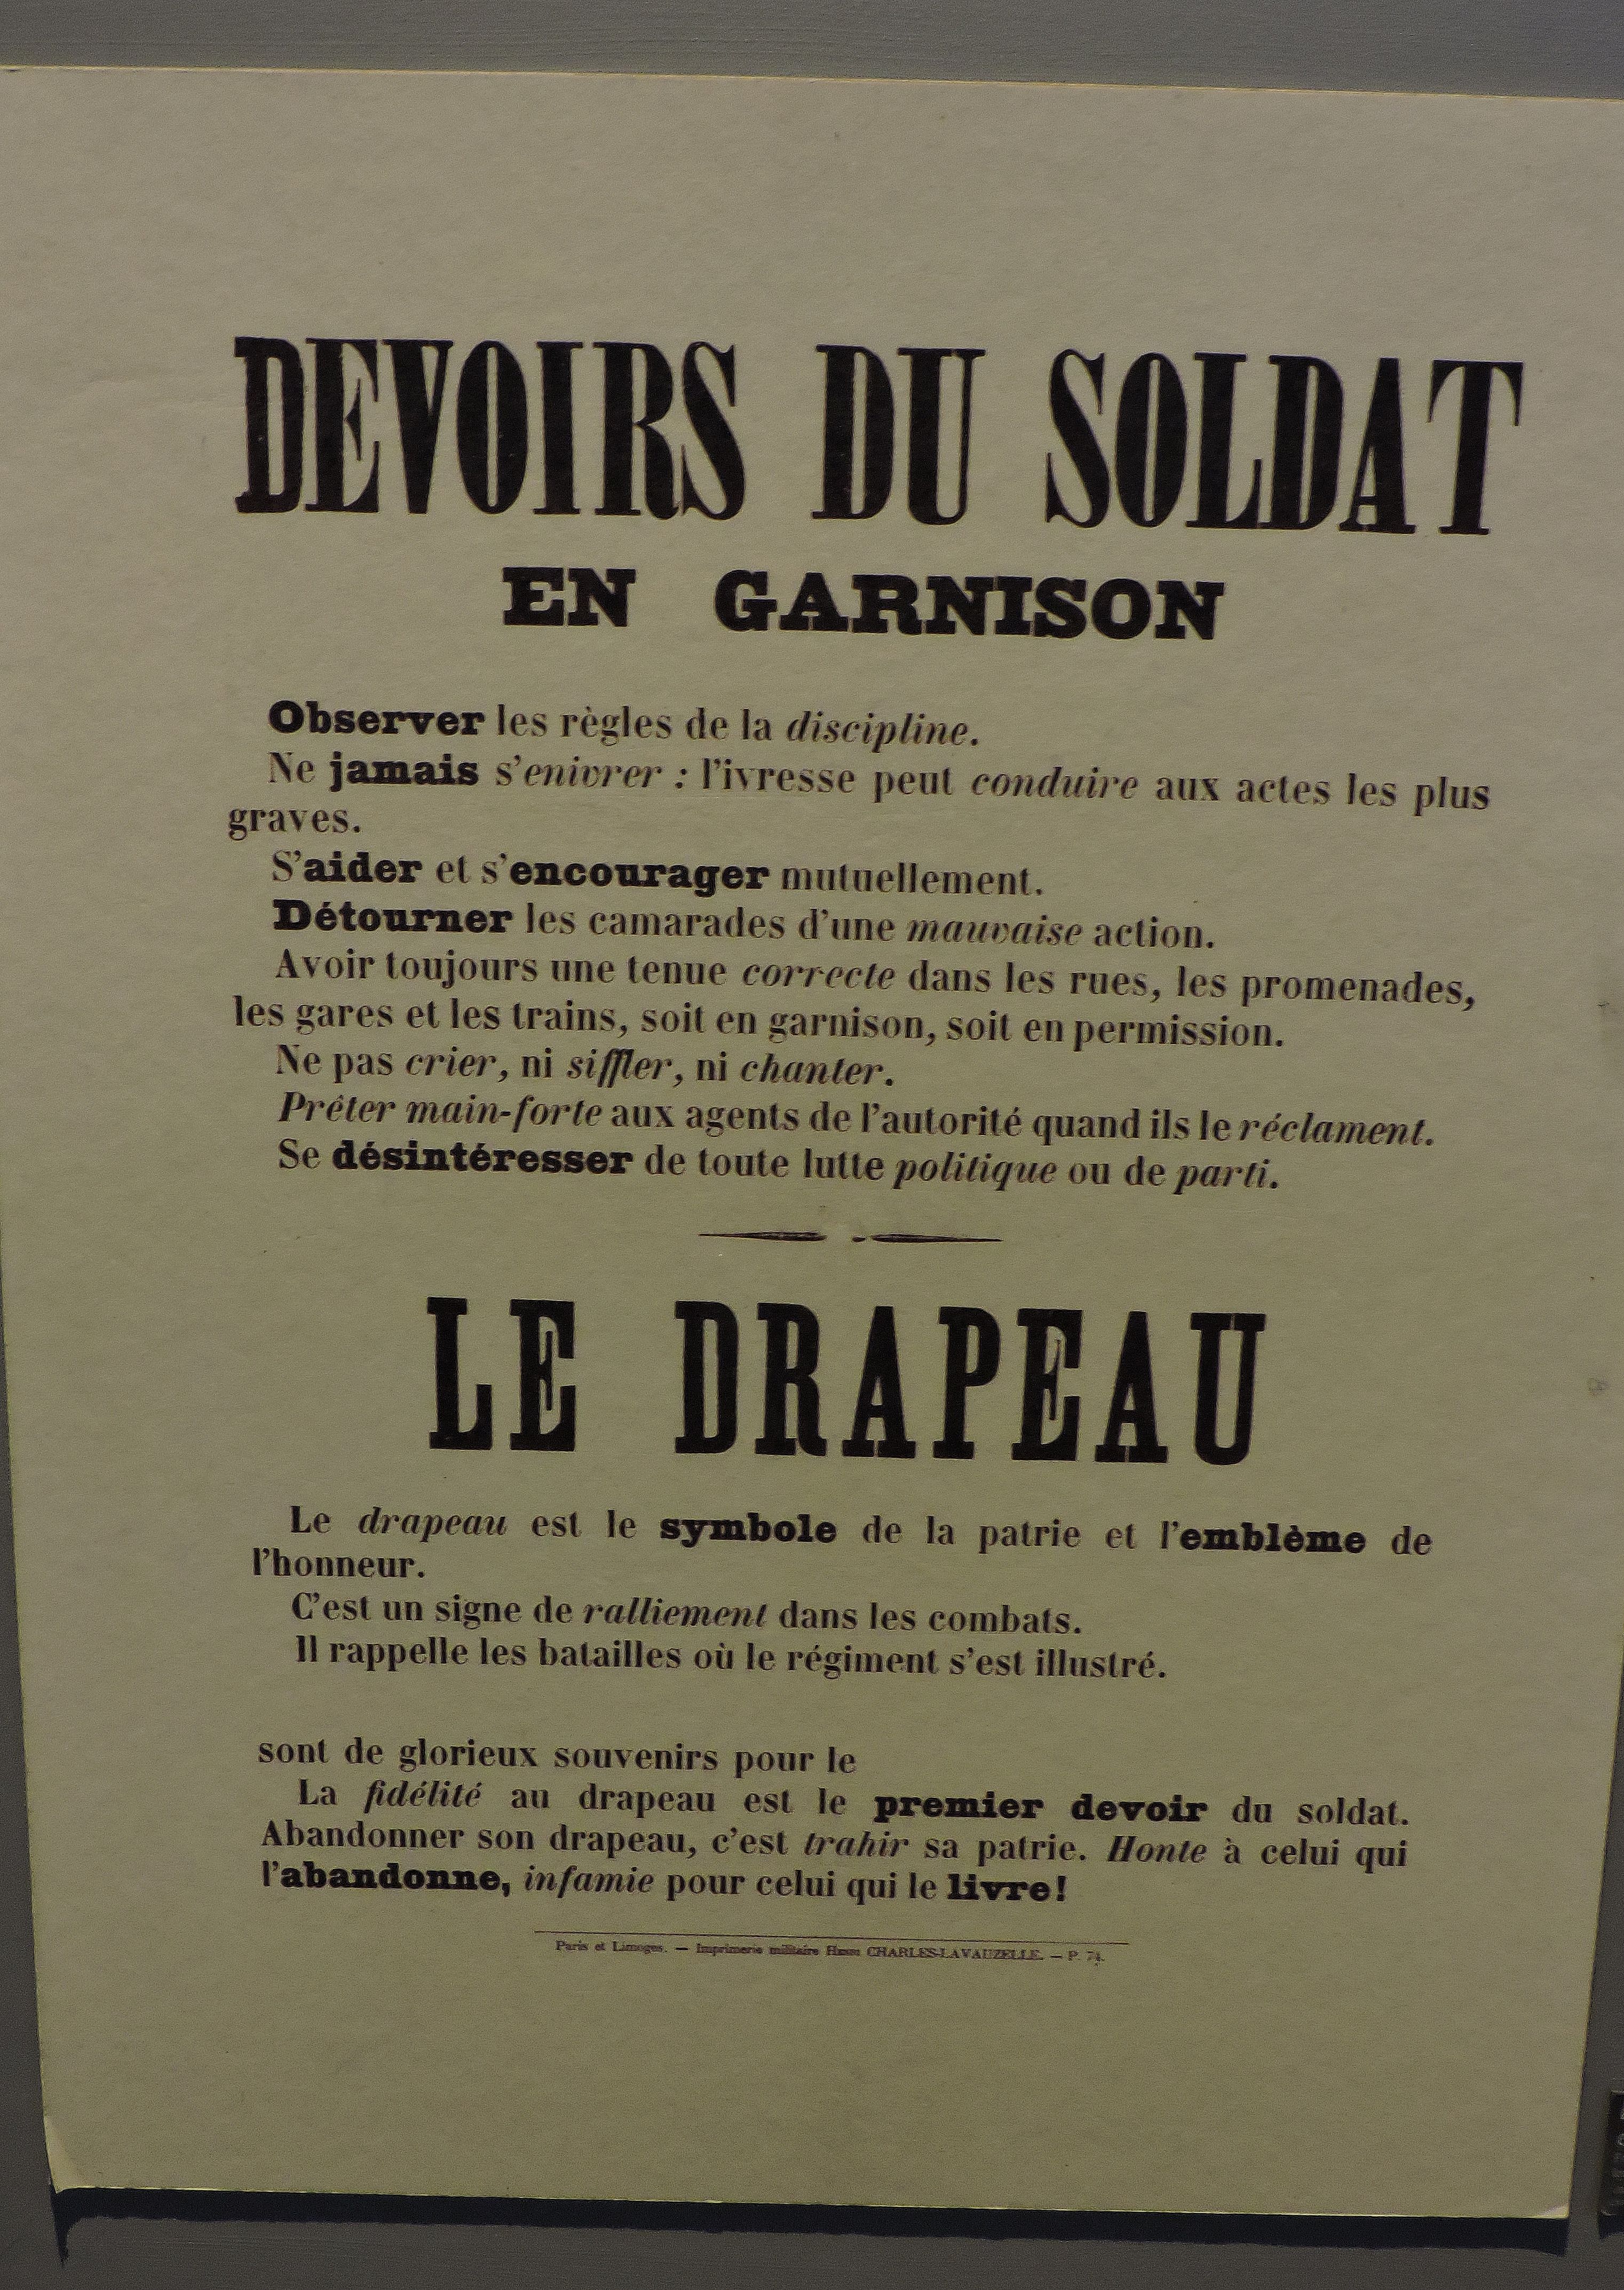 DEVOIRS DU SOLDAT
EN GARNISON
Observer les règles de la discipline.
Ne jamais s'enivrer : l'ivresse peut conduire aux actes les plus
graves.
S'aider et s'encourager mutuellement.
Détourner les camarades d'une mauvaise action.
Avoir toujours une tenue correcte dans les rues, les promenades,
les gares et les trains, soit en garnison, soit en permission.
Ne pas crier, ni siffler, ni chanter.
Prêter main-forte aux agents de l'autorité quand ils le réclament.
Se désintéresser de toute lutte politique ou de parti.
LE DRAPEAU
Le drapeau est le symbole de la patrie et l'emblème de
l'honneur.
C'est un signe de ralliement dans les combats.
Il rappelle les batailles où le régiment s'est illustré.
sont de glorieux souvenirs pour le
La fidélité au drapeau est le premier devoir du soldat.
Abandonner son drapeau, c'est trahir sa patrie. Honte à celui qui
l'abandonne, infamie pour celui qui le livre!
Paris et Limoges. — Imprimerie militaire Henri CHARLES-LAVAUZELLE. — P. 74.